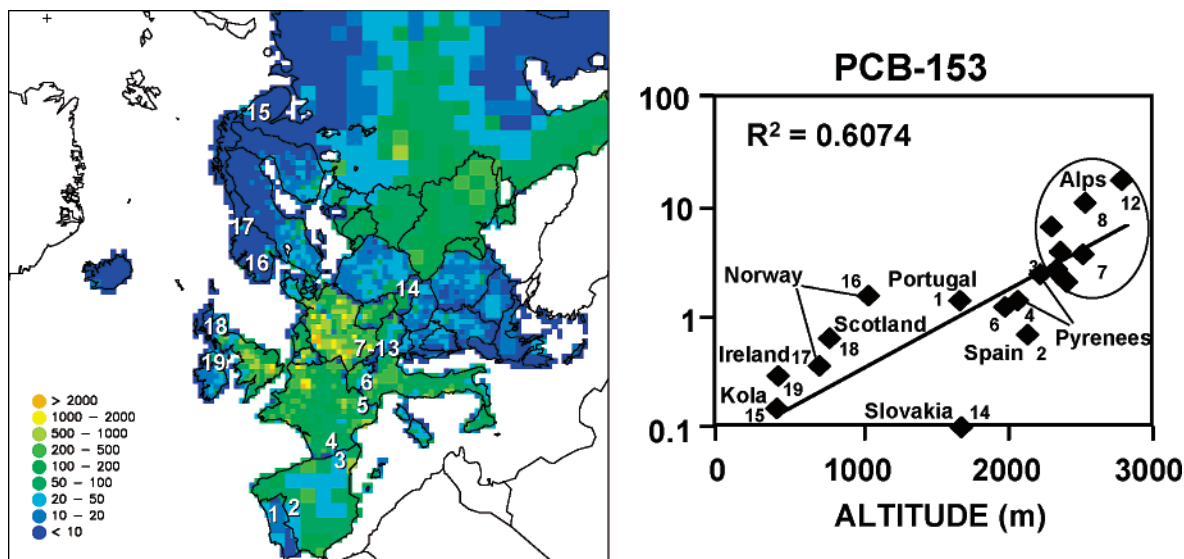 15
17
16
14
18
19
7 13
6
5
4
3
1 2
> 2000
1000 – 2000
500 – 1000
200 – 500
100 – 200
50 – 100
20 – 50
10 – 20
< 10
PCB-153
100
10
1
0.1
R² = 0.6074
Alps
12
8
7
3
Norway
16
Portugal
1
6
4
Scotland
18
Spain
2
Pyrenees
Ireland
17
19
Kola
15
Slovakia
14
0
1000
2000
3000
ALTITUDE (m)